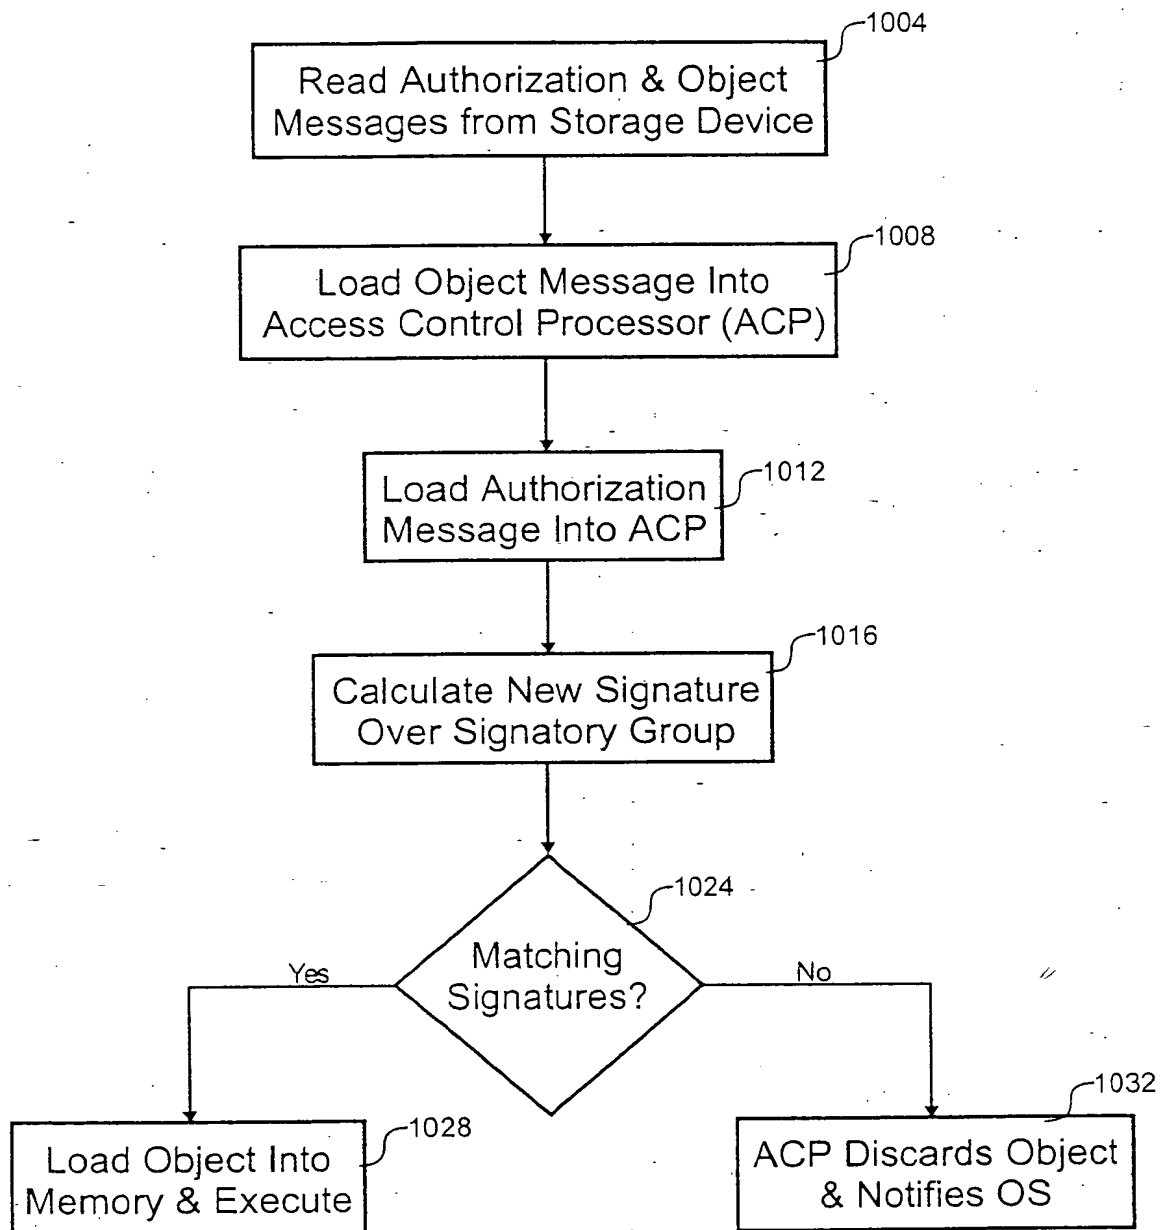 1004
Read Authorization & Object
Messages from Storage Device
1008
Load Object Message Into
Access Control Processor (ACP)
1012
Load Authorization
Message Into ACP
1016
Calculate New Signature
Over Signatory Group
1024
Matching
Signatures?
Yes
No
1028
Load Object Into
Memory & Execute
1032
ACP Discards Object
& Notifies OS